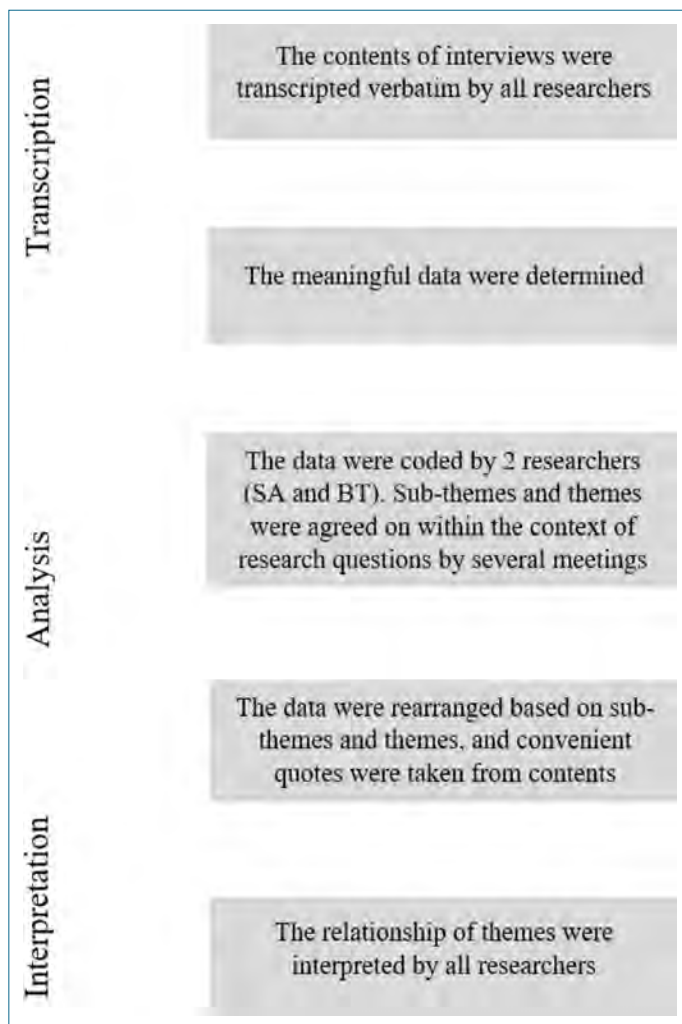 Transcription
The contents of interviews were
transcripted verbatim by all researchers
The meaningful data were determined
Analysis
The data were coded by 2 researchers
(SA and BT). Sub-themes and themes
were agreed on within the context of
research questions by several meetings
The data were rearranged based on sub-
themes and themes, and convenient
quotes were taken from contents
Interpretation
The relationship of themes were
interpreted by all researchers